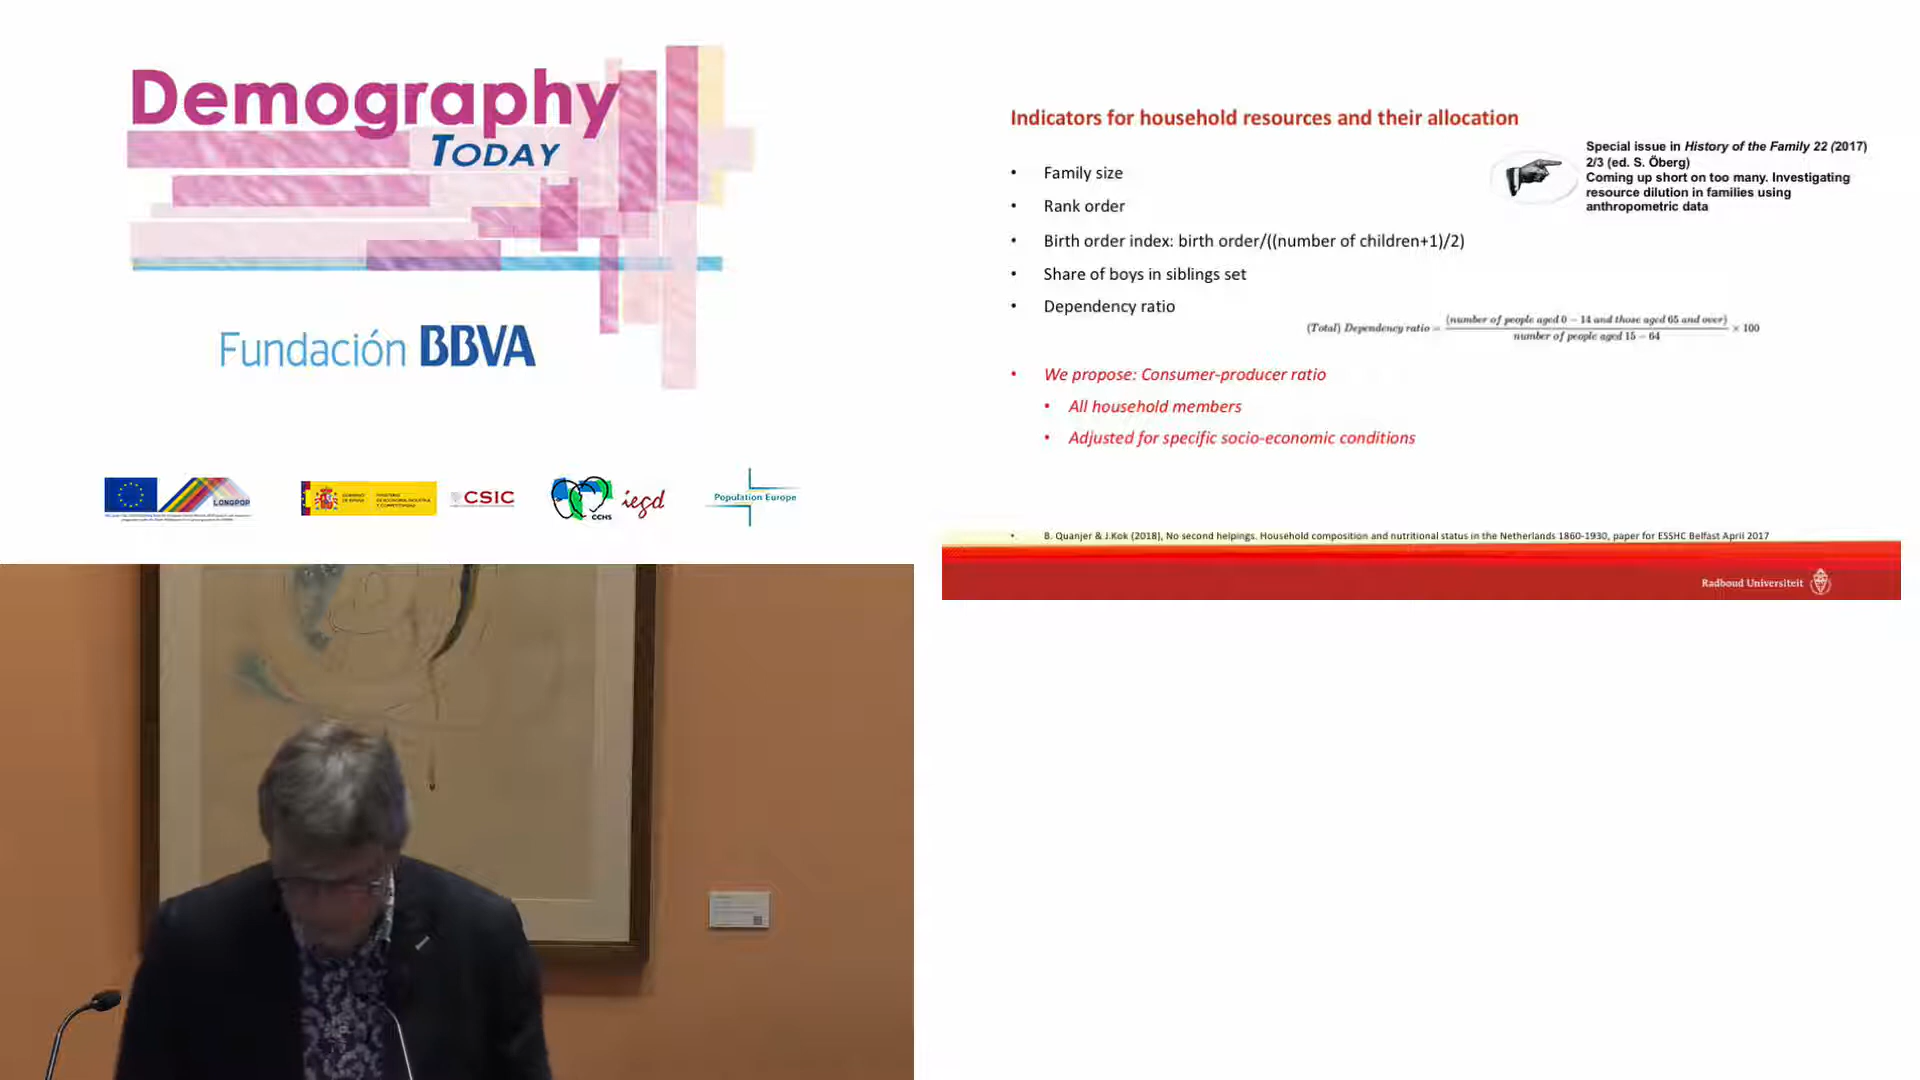 Demography
TODAY
Fundación BBVA
LONGPOP
CSIC
CCHS
iegd
Population Europe
Indicators for household resources and their allocation
Special issue in History of the Family 22 (2017)
2/3 (ed. S. Öberg)
Coming up short on too many. Investigating
resource dilution in families using
anthropometric data
• Family size
• Rank order
• Birth order index: birth order/((number of children+1)/2)
• Share of boys in siblings set
• Dependency ratio
(Total) Dependency ratio = (number of people aged 0 − 14 and those aged 65 and over) / number of people aged 15 − 64 × 100
• We propose: Consumer-producer ratio
• All household members
• Adjusted for specific socio-economic conditions
• B. Quanjer & J.Kok (2018), No second helpings. Household composition and nutritional status in the Netherlands 1860-1930, paper for ESSHC Belfast April 2017
Radboud Universiteit